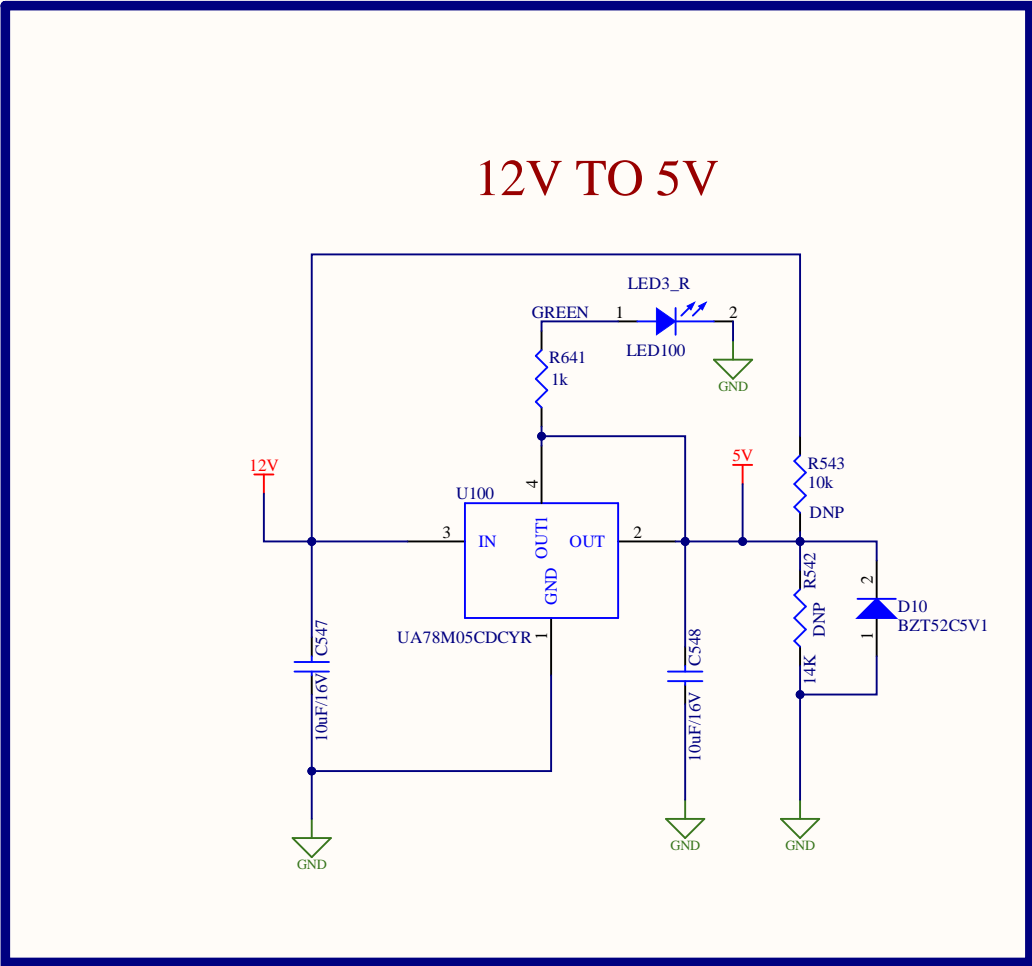 12V TO 5V
LED3_R
GREEN
1
2
LED100
R641
1k
GND
12V
5V
R543
10k
DNP
U100
4
3
IN
OUT1
OUT
2
GND
UA78M05CDCYR
1
R542
DNP
14K
2
D10
BZT52C5V1
1
C547
10uF/16V
C548
10uF/16V
GND
GND
GND